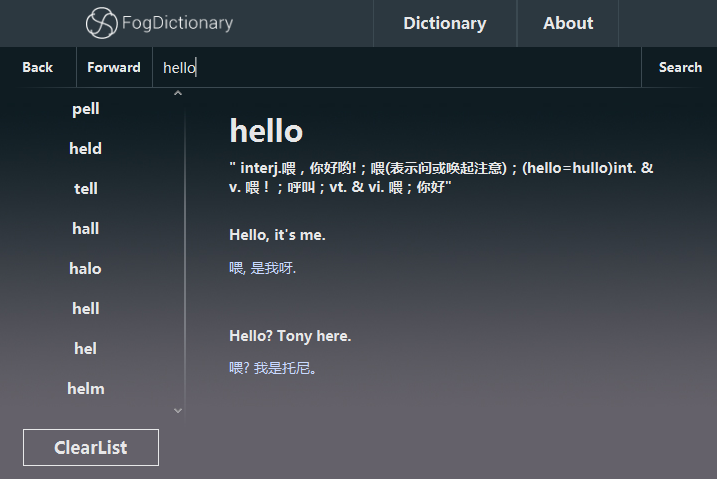 FogDictionary
Dictionary
About
Back
Forward
hello
Search
pell
held
tell
hall
halo
hell
hel
helm
ClearList
hello
" interj.喂，你好哟!；喂(表示问或唤起注意)；(hello=hullo)int. &
v. 喂！；呼叫；vt. & vi. 喂；你好"
Hello, it's me.
喂, 是我呀.
Hello? Tony here.
喂? 我是托尼。